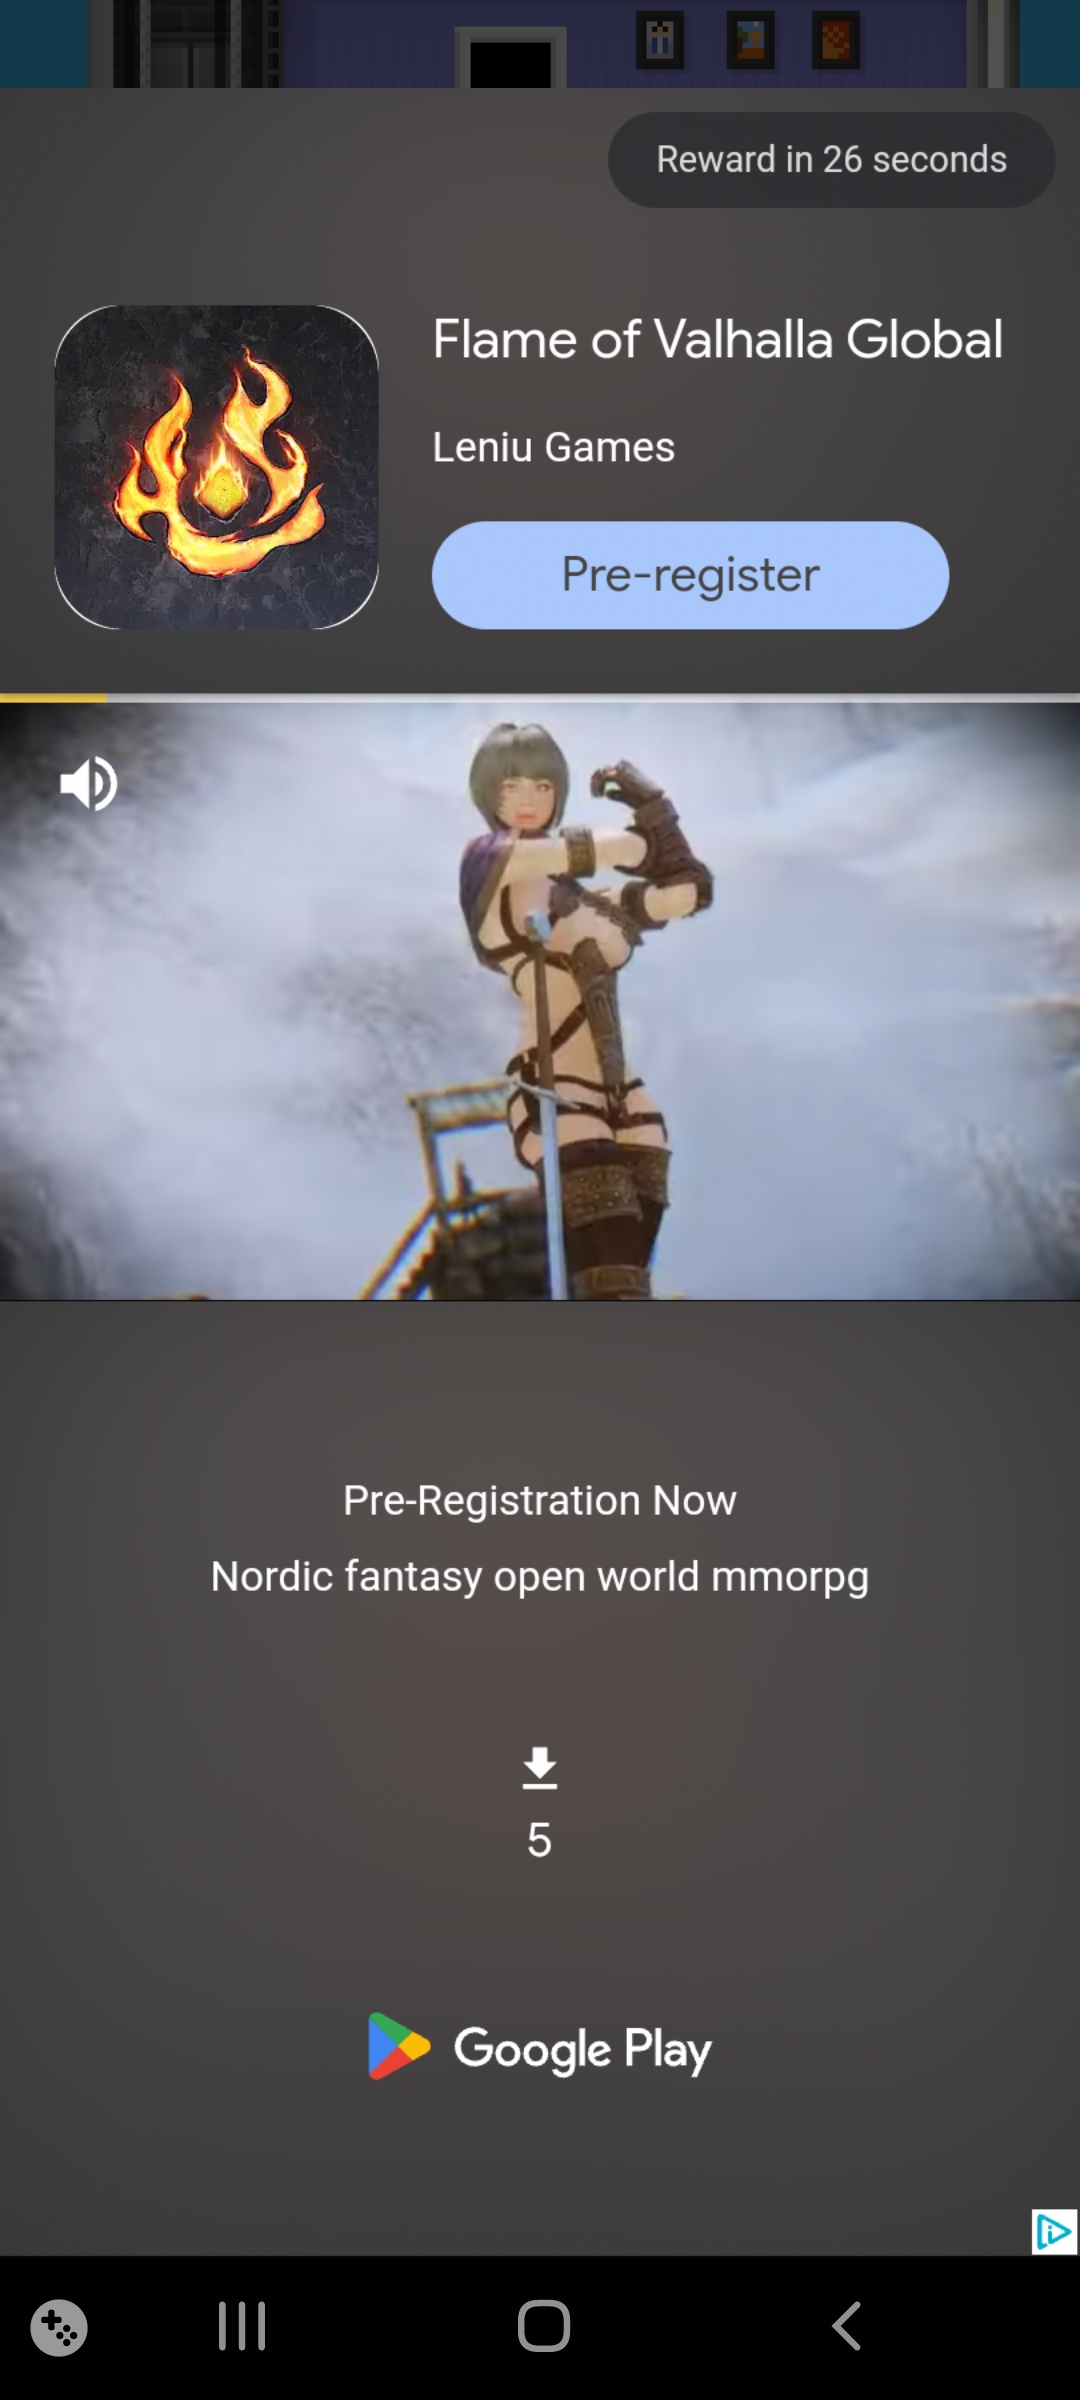 Reward in 26 seconds
Flame of Valhalla Global
Leniu Games
Pre-register
Pre-Registration Now
Nordic fantasy open world mmorpg
5
Google Play